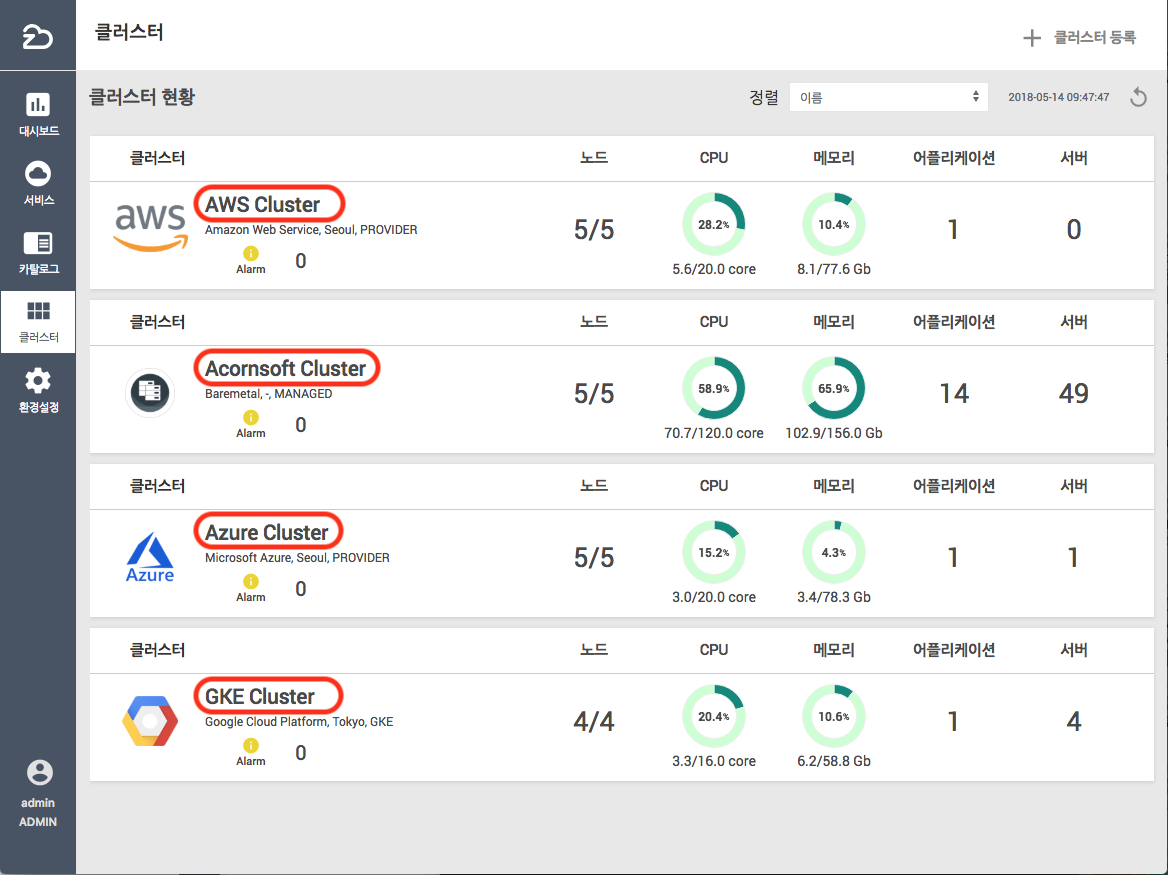 클러스터
클러스터 등록
대시보드
서비스
카탈로그
클러스터
환경설정
admin
ADMIN
클러스터 현황
정렬 이름 2018-05-14 09:47:47
클러스터 노드 CPU 메모리 어플리케이션 서버
aws
AWS Cluster
Amazon Web Service, Seoul, PROVIDER
Alarm 0
5/5 28.2% 10.4% 1 0
5.6/20.0 core 8.1/77.6 Gb
클러스터 노드 CPU 메모리 어플리케이션 서버
Acornsoft Cluster
Baremetal, -, MANAGED
Alarm 0
5/5 58.9% 65.9% 14 49
70.7/120.0 core 102.9/156.0 Gb
클러스터 노드 CPU 메모리 어플리케이션 서버
Azure
Azure Cluster
Microsoft Azure, Seoul, PROVIDER
Alarm 0
5/5 15.2% 4.3% 1 1
3.0/20.0 core 3.4/78.3 Gb
클러스터 노드 CPU 메모리 어플리케이션 서버
GKE Cluster
Google Cloud Platform, Tokyo, GKE
Alarm 0
4/4 20.4% 10.6% 1 4
3.3/16.0 core 6.2/58.8 Gb